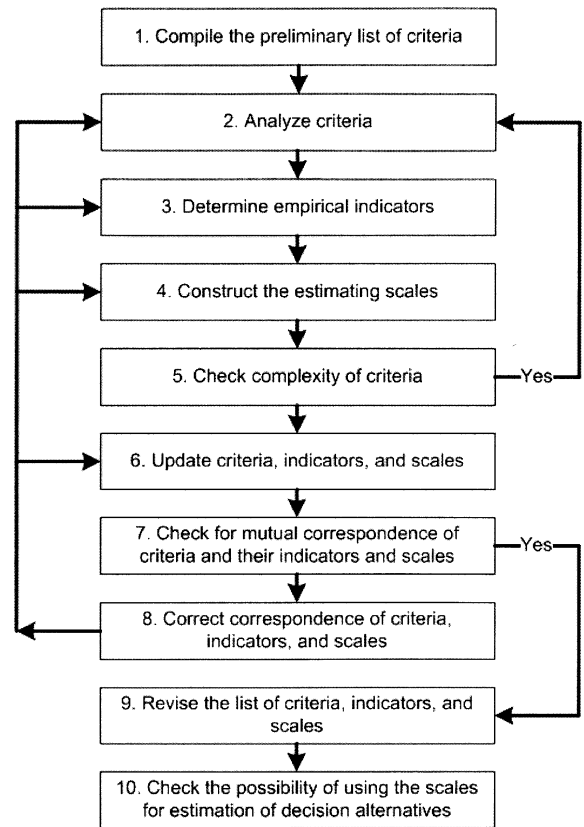 1. Compile the preliminary list of criteria
2. Analyze criteria
3. Determine empirical indicators
4. Construct the estimating scales
5. Check complexity of criteria
Yes
6. Update criteria, indicators, and scales
7. Check for mutual correspondence of
criteria and their indicators and scales
Yes
8. Correct correspondence of criteria,
indicators, and scales
9. Revise the list of criteria, indicators, and
scales
10. Check the possibility of using the scales
for estimation of decision alternatives